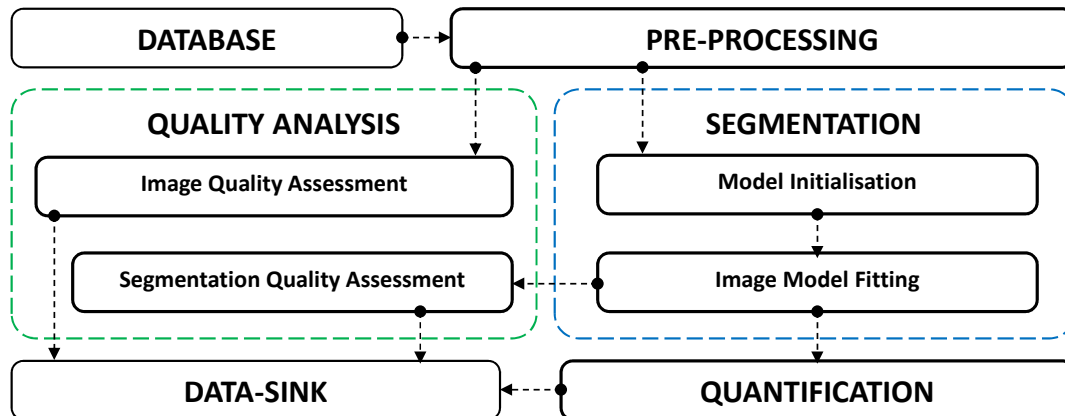 DATABASE
PRE-PROCESSING
QUALITY ANALYSIS
SEGMENTATION
Image Quality Assessment
Model Initialisation
Segmentation Quality Assessment
Image Model Fitting
DATA-SINK
QUANTIFICATION